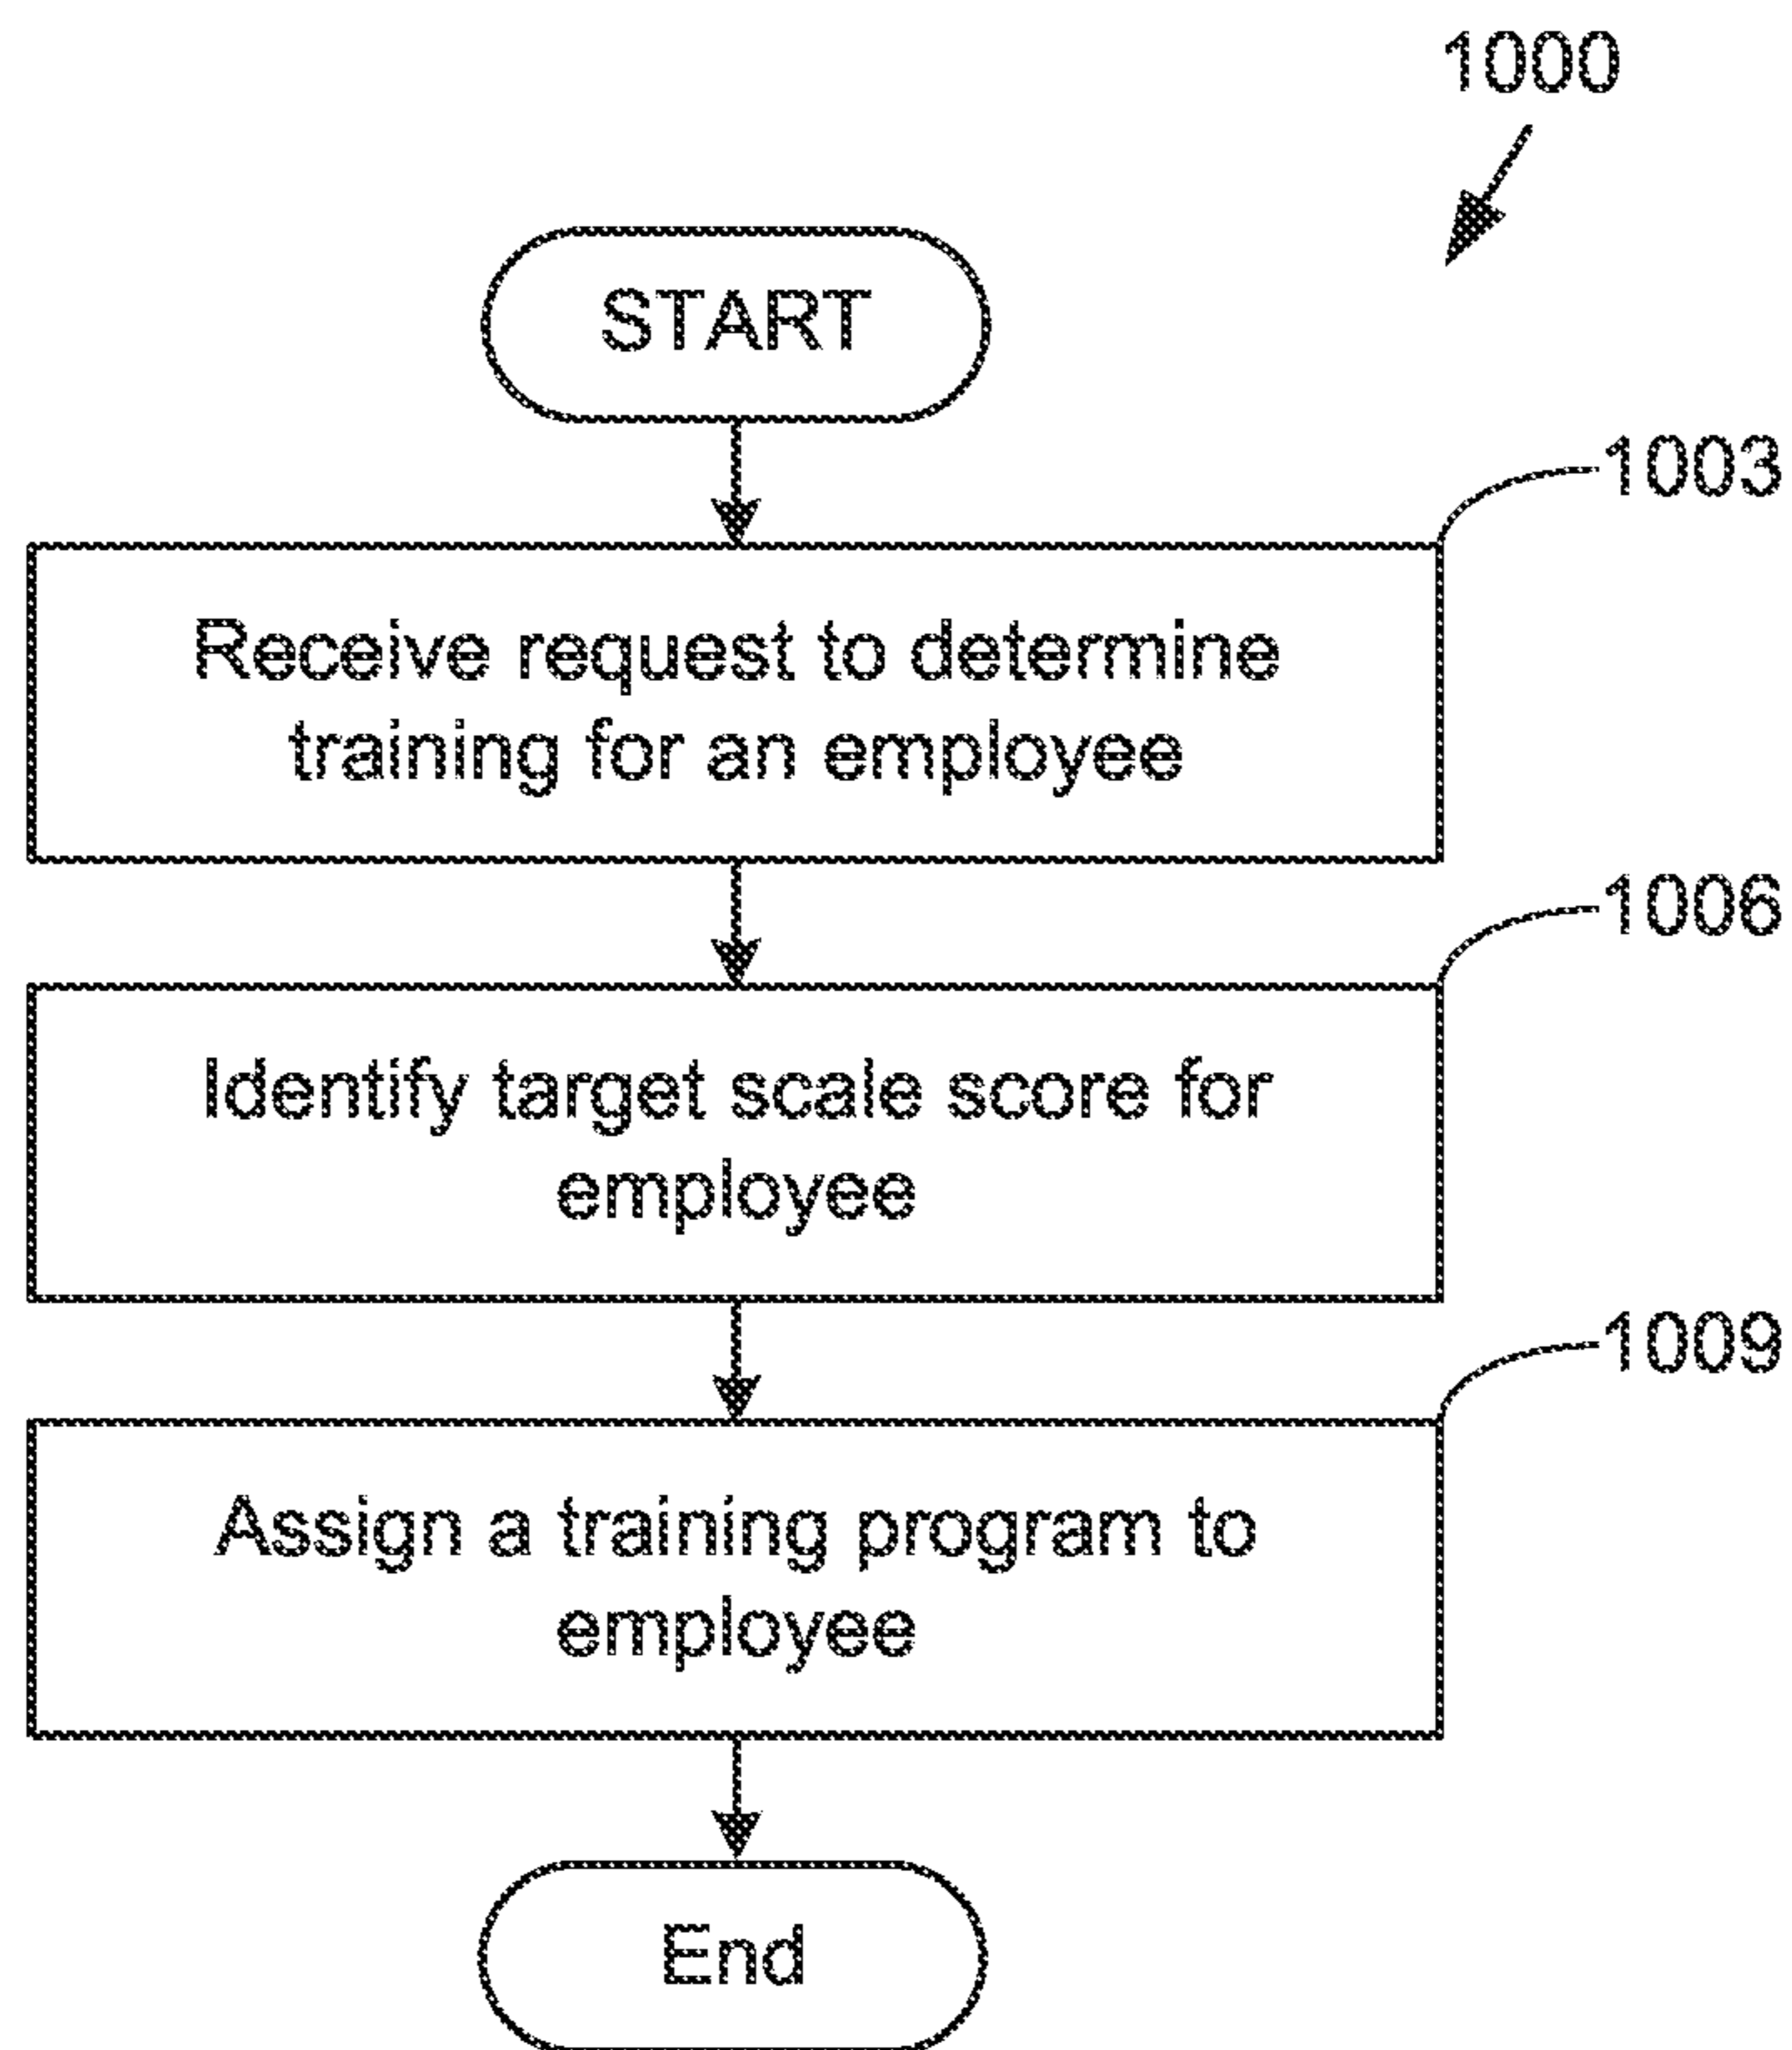 1000
START
1003
Receive request to determine
training for an employee
1006
Identify target scale score for
employee
1009
Assign a training program to
employee
End